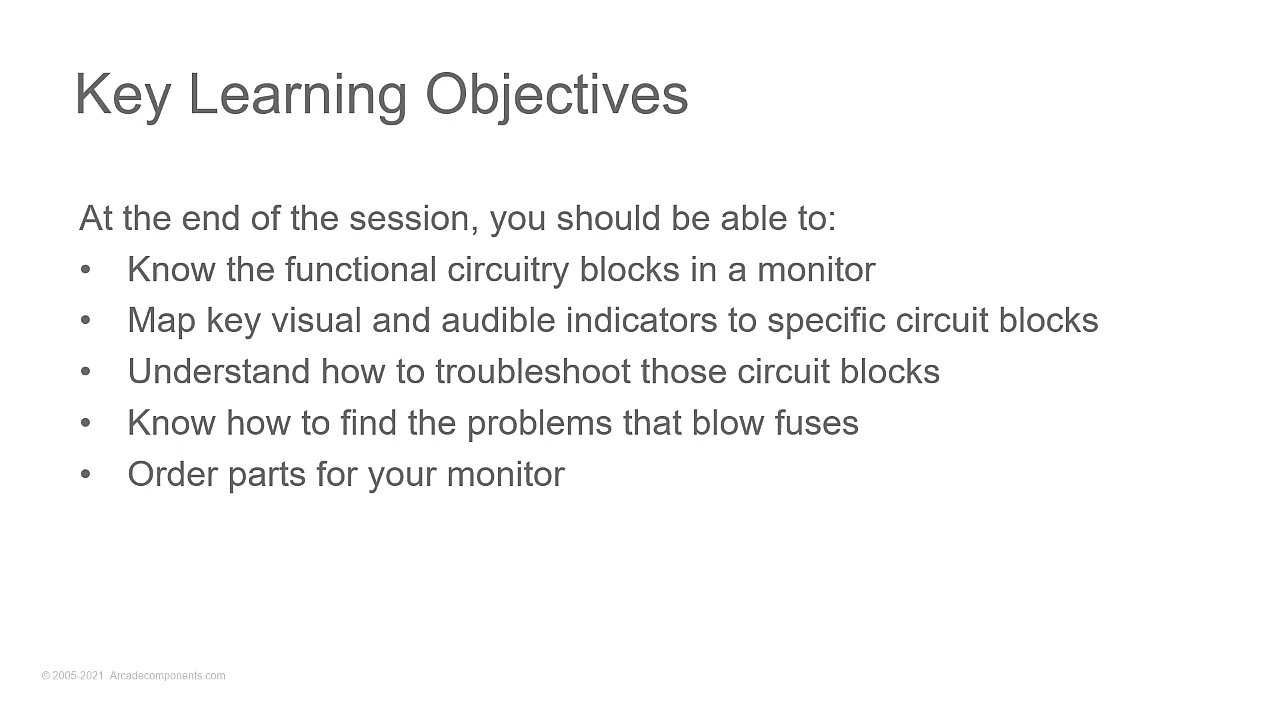 Key Learning Objectives
At the end of the session, you should be able to:
• Know the functional circuitry blocks in a monitor
• Map key visual and audible indicators to specific circuit blocks
• Understand how to troubleshoot those circuit blocks
• Know how to find the problems that blow fuses
• Order parts for your monitor
© 2005-2021 Arcadecomponents.com